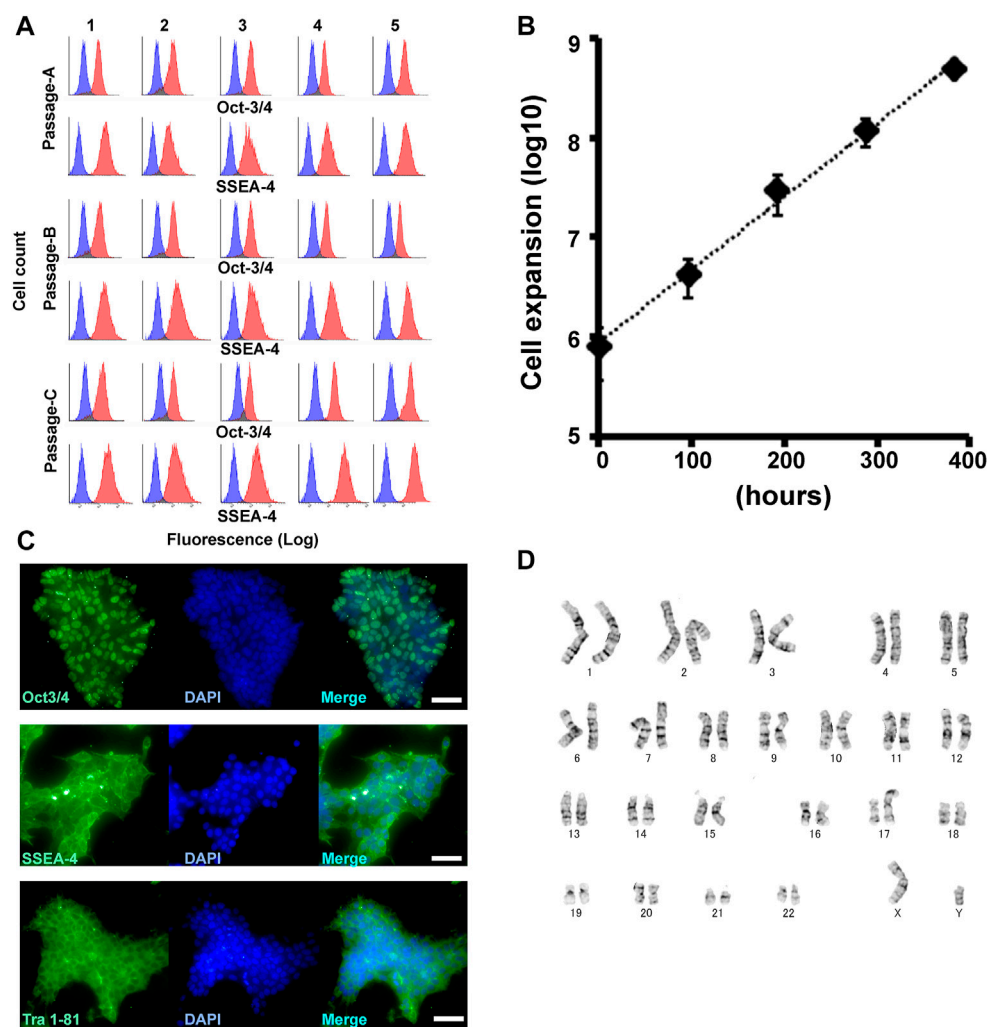 A
1 2 3 4 5
Passage-A
Oct-3/4
SSEA-4
Cell count
Passage-B
Oct-3/4
SSEA-4
Passage-C
Oct-3/4
SSEA-4
Fluorescence (Log)
B
Cell expansion (log10)
9
8
7
6
5
0 100 200 300 400
(hours)
C
Oct3/4 DAPI Merge
SSEA-4 DAPI Merge
Tra 1-81 DAPI Merge
D
1 2 3 4 5
6 7 8 9 10 11 12
13 14 15 16 17 18
19 20 21 22 X Y